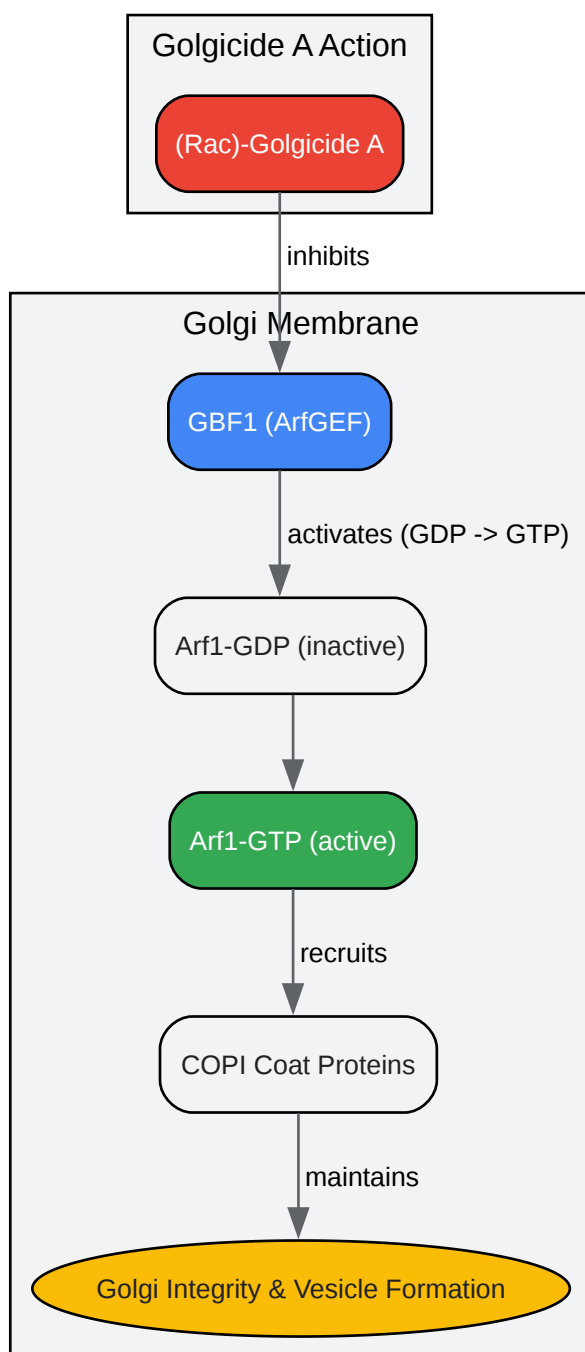 Golgicide A Action
(Rac)-Golgicide A
inhibits
Golgi Membrane
GBF1 (ArfGEF)
activates (GDP -> GTP)
Arf1-GDP (inactive)
Arf1-GTP (active)
recruits
COPI Coat Proteins
maintains
Golgi Integrity & Vesicle Formation